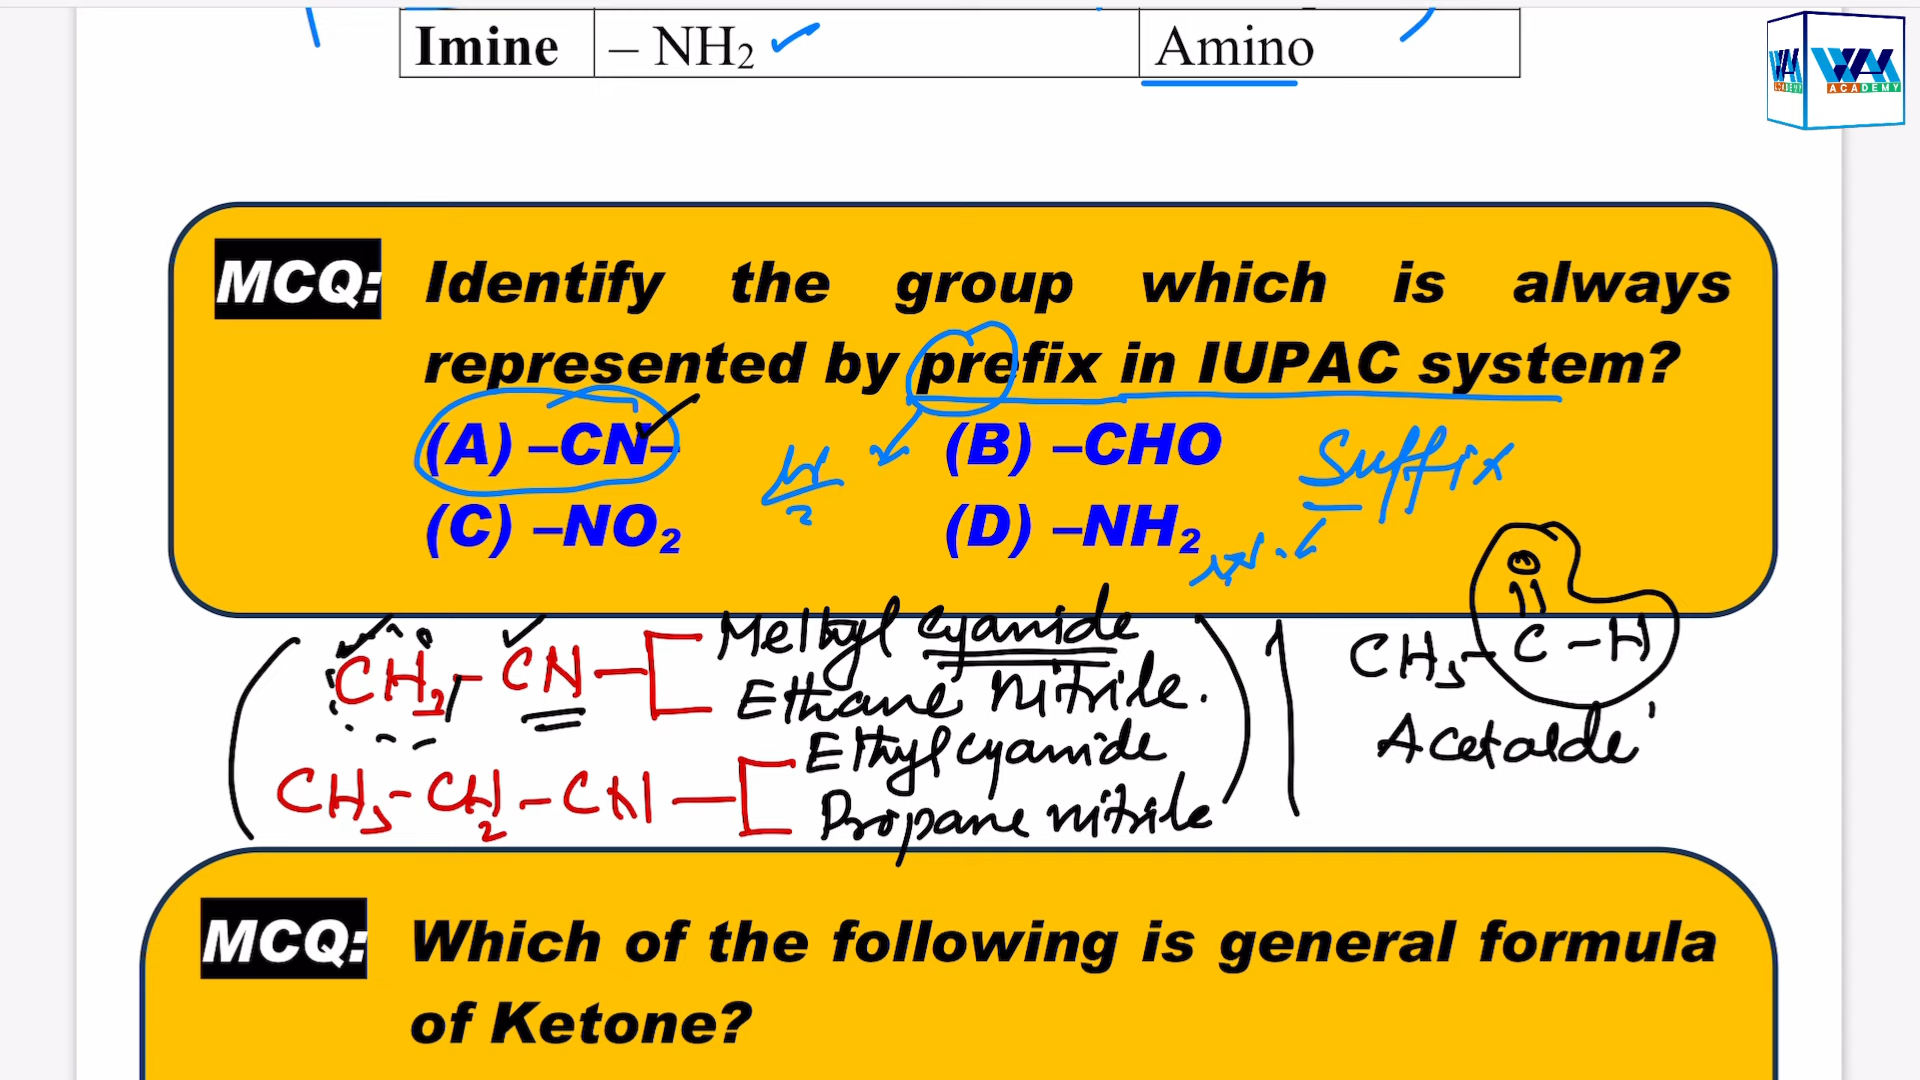 Imine – NH₂ Amino
WM ACADEMY
MCQ: Identify the group which is always
represented by prefix in IUPAC system?
(A) –CN– (B) –CHO
Suffix
(C) –NO₂ (D) –NH₂
O
CH₃ – CN – Methyl cyanide
CH₃ – C – H
Ethane Nitrile.
Acetalde
Ethyl cyanide
CH₃ – CH₂ – CN –
Propane nitrile
MCQ: Which of the following is general formula
of Ketone?